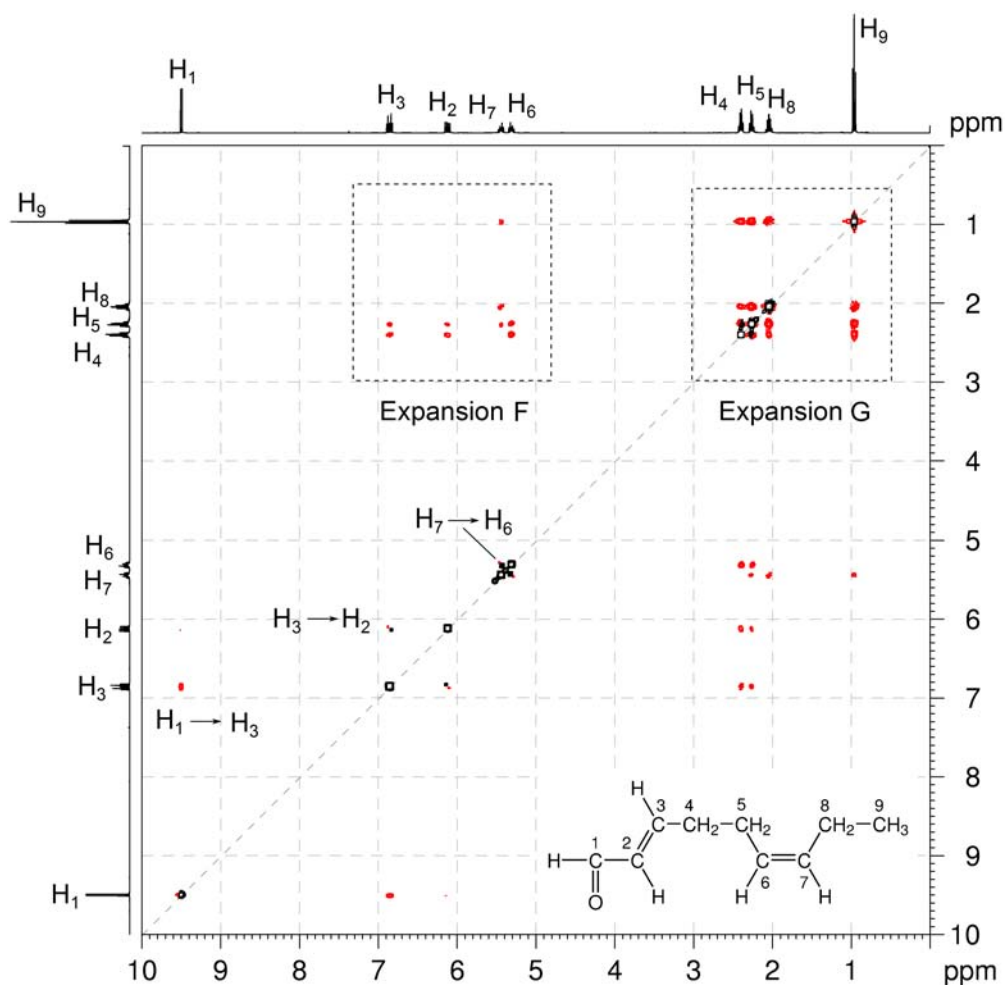 H₉
H₁
H₃ H₂ H₇ H₆
H₄ H₅ H₈
ppm
H₉
1
H₈
2
H₅
H₄
3
Expansion F Expansion G
4
5
H₇ → H₆
H₆
H₇
6
H₃ → H₂
H₂
H₃
7
H₁ → H₃
8
H 3 4 5 8 9
CH₂ CH₂ CH₂ CH₃
C C
1
9
H C 2 C C C
6 7
H₁
O H H H
10
10 9 8 7 6 5 4 3 2 1 ppm